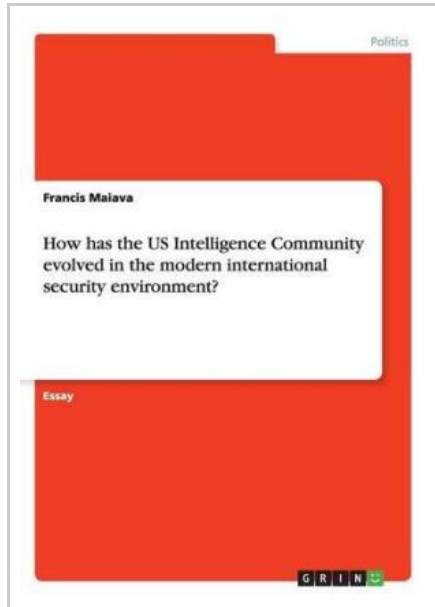 Politics
Francis Maiava
How has the US Intelligence Community
evolved in the modern international
security environment?
Essay
GRIN